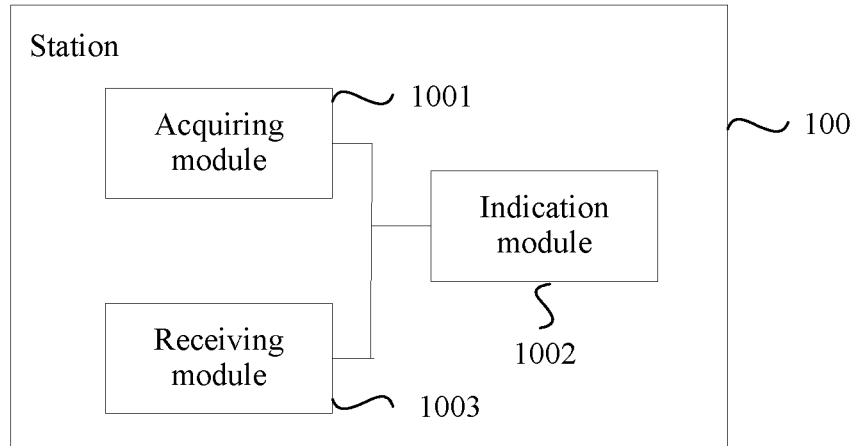 Station
1001
Acquiring
module
100
Indication
module
Receiving
module
1002
1003